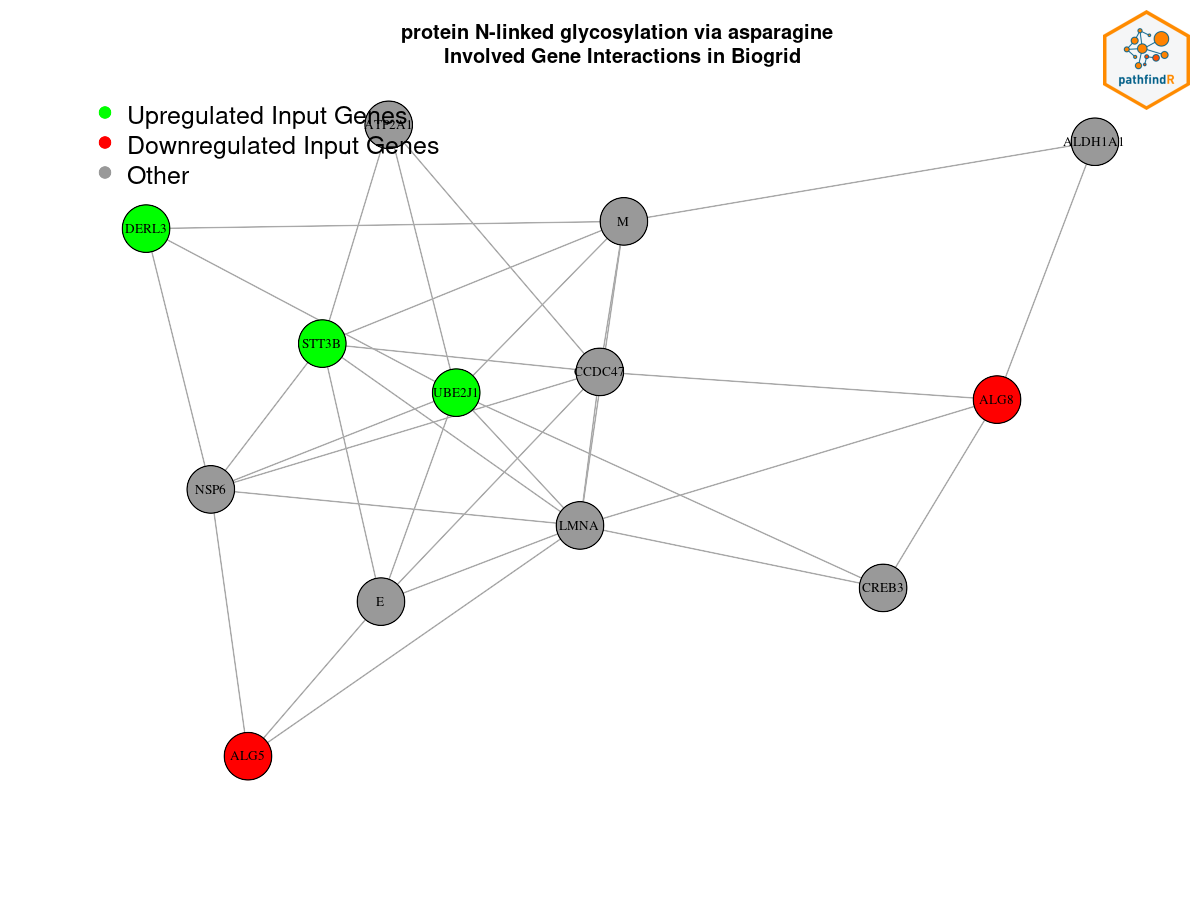 protein N-linked glycosylation via asparagine
Involved Gene Interactions in Biogrid
pathfindR
Upregulated Input Genes
Downregulated Input Genes
Other
ATP2A1
ALDH1A1
M
DERL3
STT3B
CCDC47
UBE2J1
ALG8
NSP6
LMNA
CREB3
E
ALG5